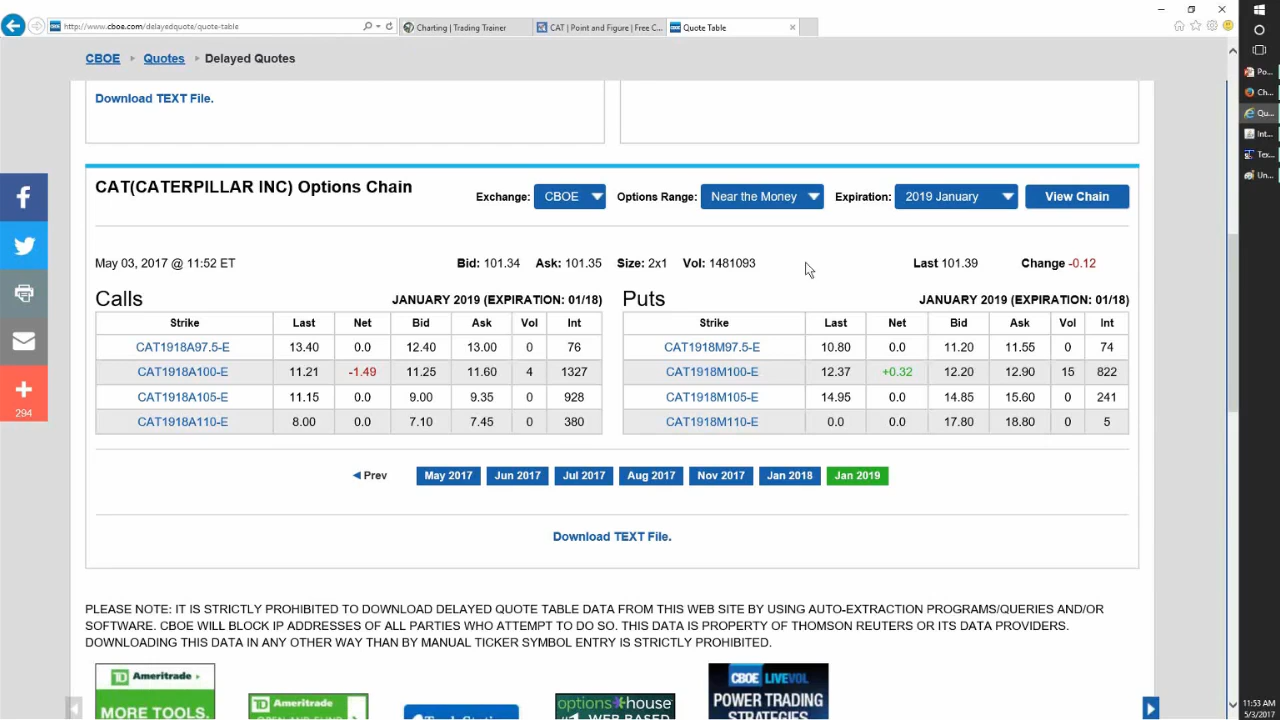 http://www.cboe.com/delayedquote/quote-table
Charting | Trading Trainer
CAT | Point and Figure | Free C...
Quote Table
CBOE Quotes Delayed Quotes
Download TEXT File.
CAT(CATERPILLAR INC) Options Chain
Exchange: CBOE Options Range: Near the Money Expiration: 2019 January View Chain
May 03, 2017 @ 11:52 ET Bid: 101.34 Ask: 101.35 Size: 2x1 Vol: 1481093 Last 101.39 Change -0.12
Calls JANUARY 2019 (EXPIRATION: 01/18)
Strike Last Net Bid Ask Vol Int
CAT1918A97.5-E 13.40 0.0 12.40 13.00 0 76
CAT1918A100-E 11.21 -1.49 11.25 11.60 4 1327
CAT1918A105-E 11.15 0.0 9.00 9.35 0 928
CAT1918A110-E 8.00 0.0 7.10 7.45 0 380
Puts JANUARY 2019 (EXPIRATION: 01/18)
Strike Last Net Bid Ask Vol Int
CAT1918M97.5-E 10.80 0.0 11.20 11.55 0 74
CAT1918M100-E 12.37 +0.32 12.20 12.90 15 822
CAT1918M105-E 14.95 0.0 14.85 15.60 0 241
CAT1918M110-E 0.0 0.0 17.80 18.80 0 5
Prev May 2017 Jun 2017 Jul 2017 Aug 2017 Nov 2017 Jan 2018 Jan 2019
Download TEXT File.
PLEASE NOTE: IT IS STRICTLY PROHIBITED TO DOWNLOAD DELAYED QUOTE TABLE DATA FROM THIS WEB SITE BY USING AUTO-EXTRACTION PROGRAMS/QUERIES AND/OR
SOFTWARE. CBOE WILL BLOCK IP ADDRESSES OF ALL PARTIES WHO ATTEMPT TO DO SO. THIS DATA IS PROPERTY OF THOMSON REUTERS OR ITS DATA PROVIDERS.
DOWNLOADING THIS DATA IN ANY OTHER WAY THAN BY MANUAL TICKER SYMBOL ENTRY IS STRICTLY PROHIBITED.
294
TD Ameritrade
MORE TOOLS.
TD Ameritrade
optionshouse
WEB-BASED
CBOE LIVEVOL
POWER TRADING
STRATEGIES
Po...
Ch...
Qu...
Int...
Tex...
Un...
11:53 AM
5/3/2017